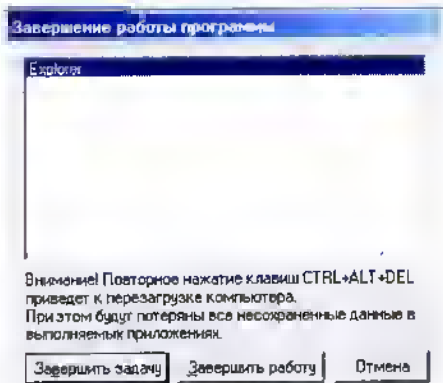 Завершение работы программы
Explorer
Внимание! Повторное нажатие клавиш CTRL+ALT+DEL
приведет к перезагрузке компьютера.
При этом будут потеряны все несохраненные данные в
выполняемых приложениях.
Завершить задачу
Завершить работу
Отмена